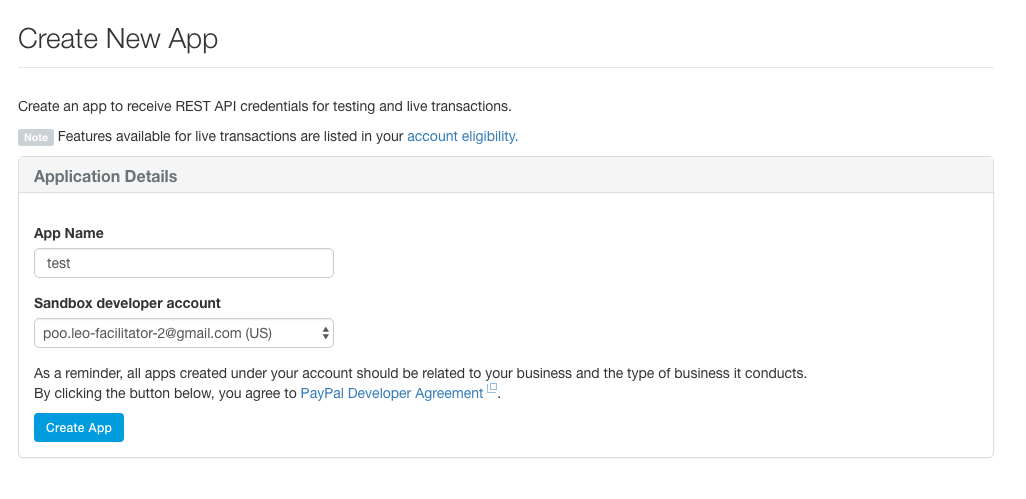 Create New App
Create an app to receive REST API credentials for testing and live transactions.
Note Features available for live transactions are listed in your account eligibility.
Application Details
App Name
test
Sandbox developer account
poo.leo-facilitator-2@gmail.com (US)
As a reminder, all apps created under your account should be related to your business and the type of business it conducts.
By clicking the button below, you agree to PayPal Developer Agreement.
Create App